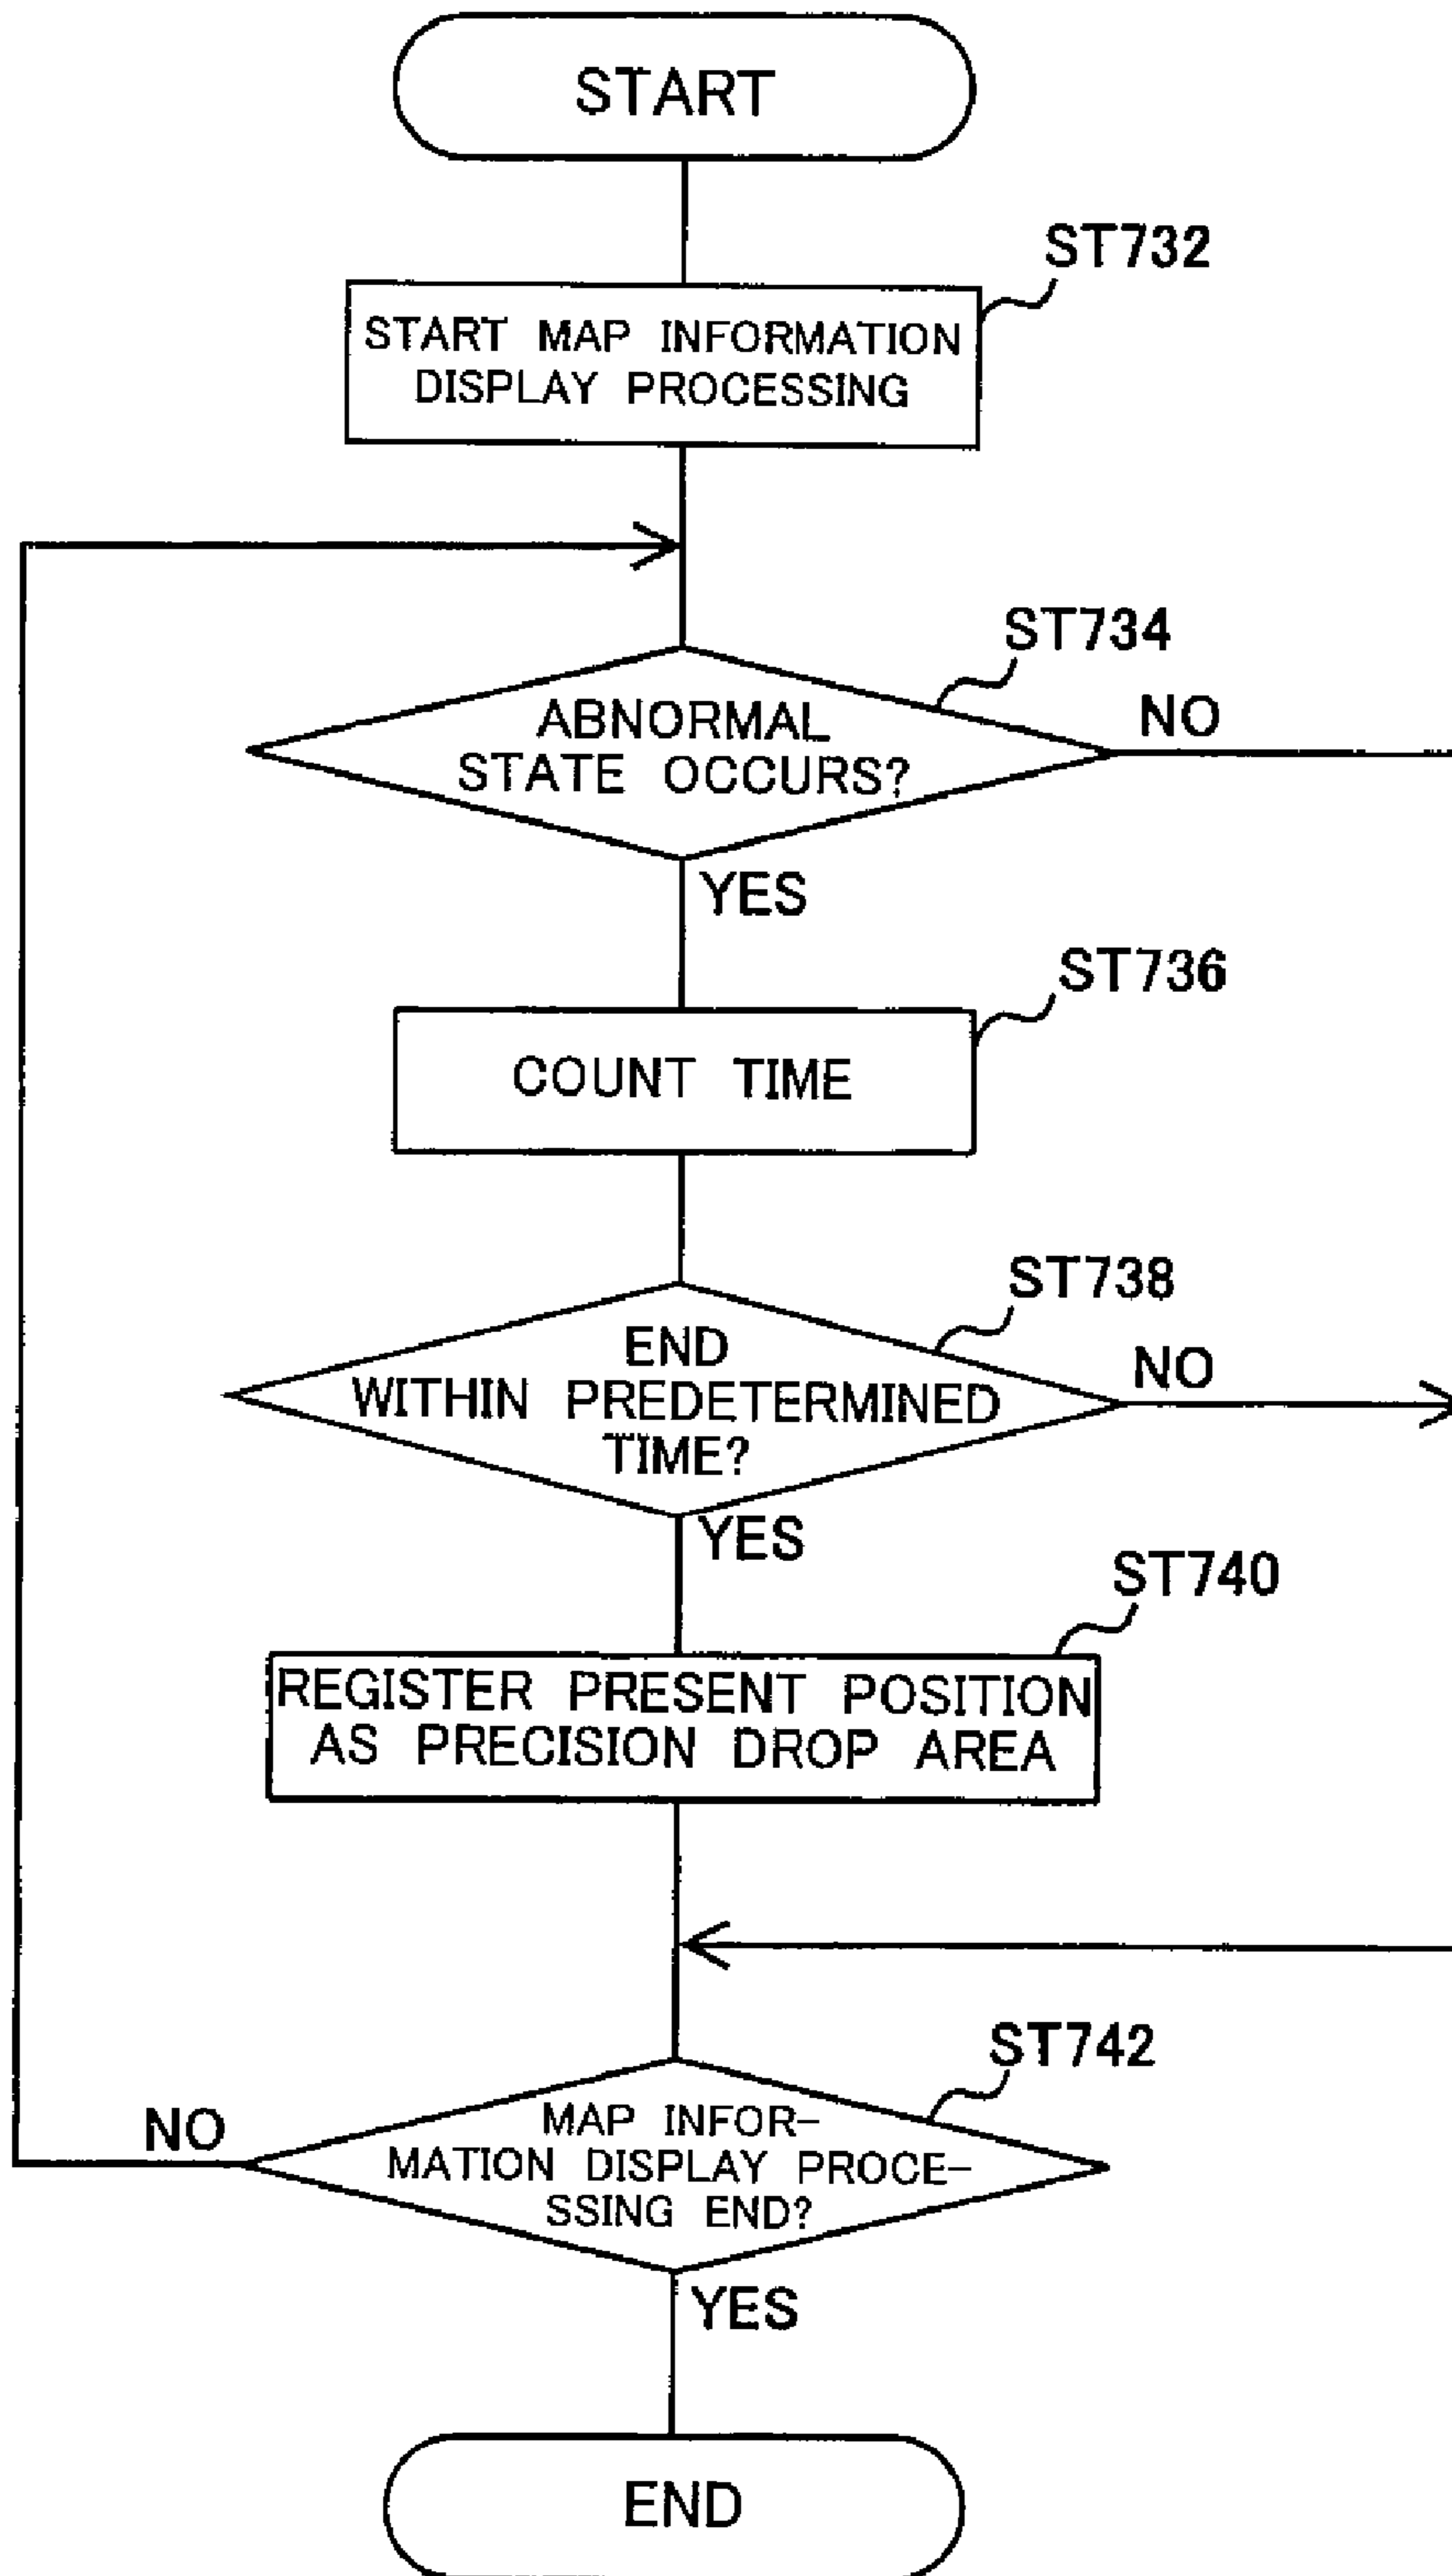 START
ST732
START MAP INFORMATION
DISPLAY PROCESSING
ST734
ABNORMAL
STATE OCCURS?
NO
YES
ST736
COUNT TIME
ST738
END
WITHIN PREDETERMINED
TIME?
NO
YES
ST740
REGISTER PRESENT POSITION
AS PRECISION DROP AREA
ST742
MAP INFOR-
MATION DISPLAY PROCE-
SSING END?
NO
YES
END